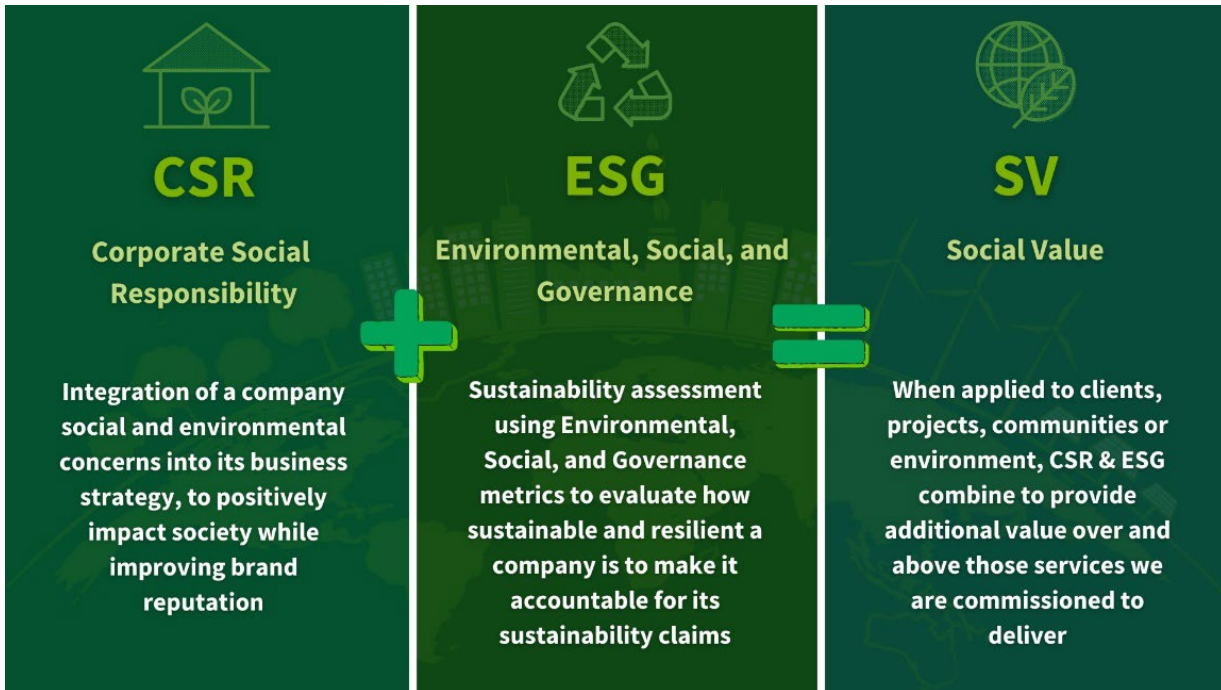 CSR
Corporate Social
Responsibility
Integration of a company
social and environmental
concerns into its business
strategy, to positively
impact society while
improving brand
reputation
ESG
Environmental, Social, and
Governance
Sustainability assessment
using Environmental,
Social, and Governance
metrics to evaluate how
sustainable and resilient a
company is to make it
accountable for its
sustainability claims
SV
Social Value
When applied to clients,
projects, communities or
environment, CSR & ESG
combine to provide
additional value over and
above those services we
are commissioned to
deliver